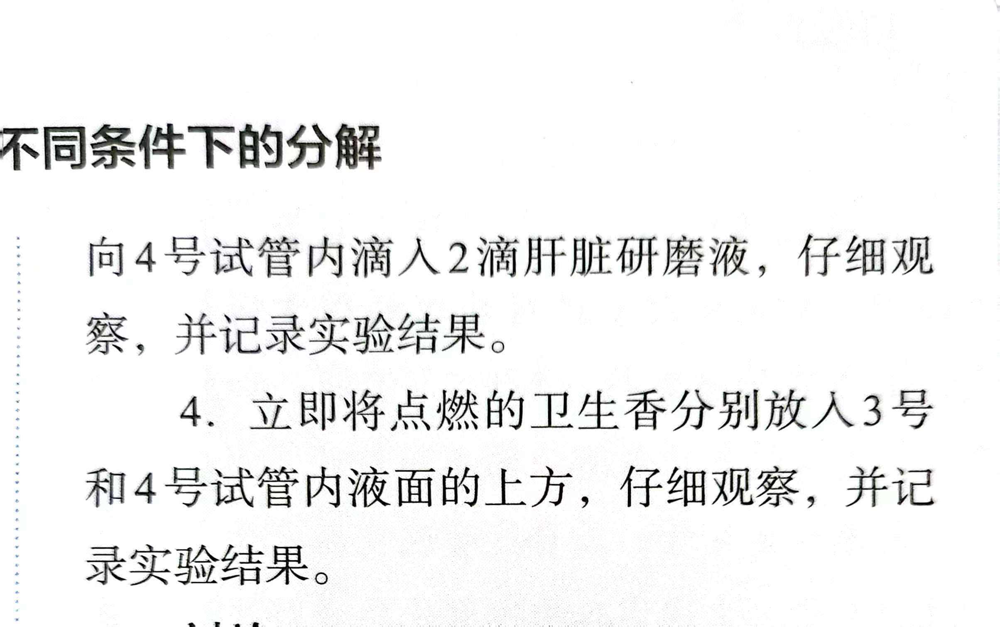 不同条件下的分解
向4号试管内滴入2滴肝脏研磨液，仔细观
察，并记录实验结果。
4. 立即将点燃的卫生香分别放入3号
和4号试管内液面的上方，仔细观察，并记
录实验结果。